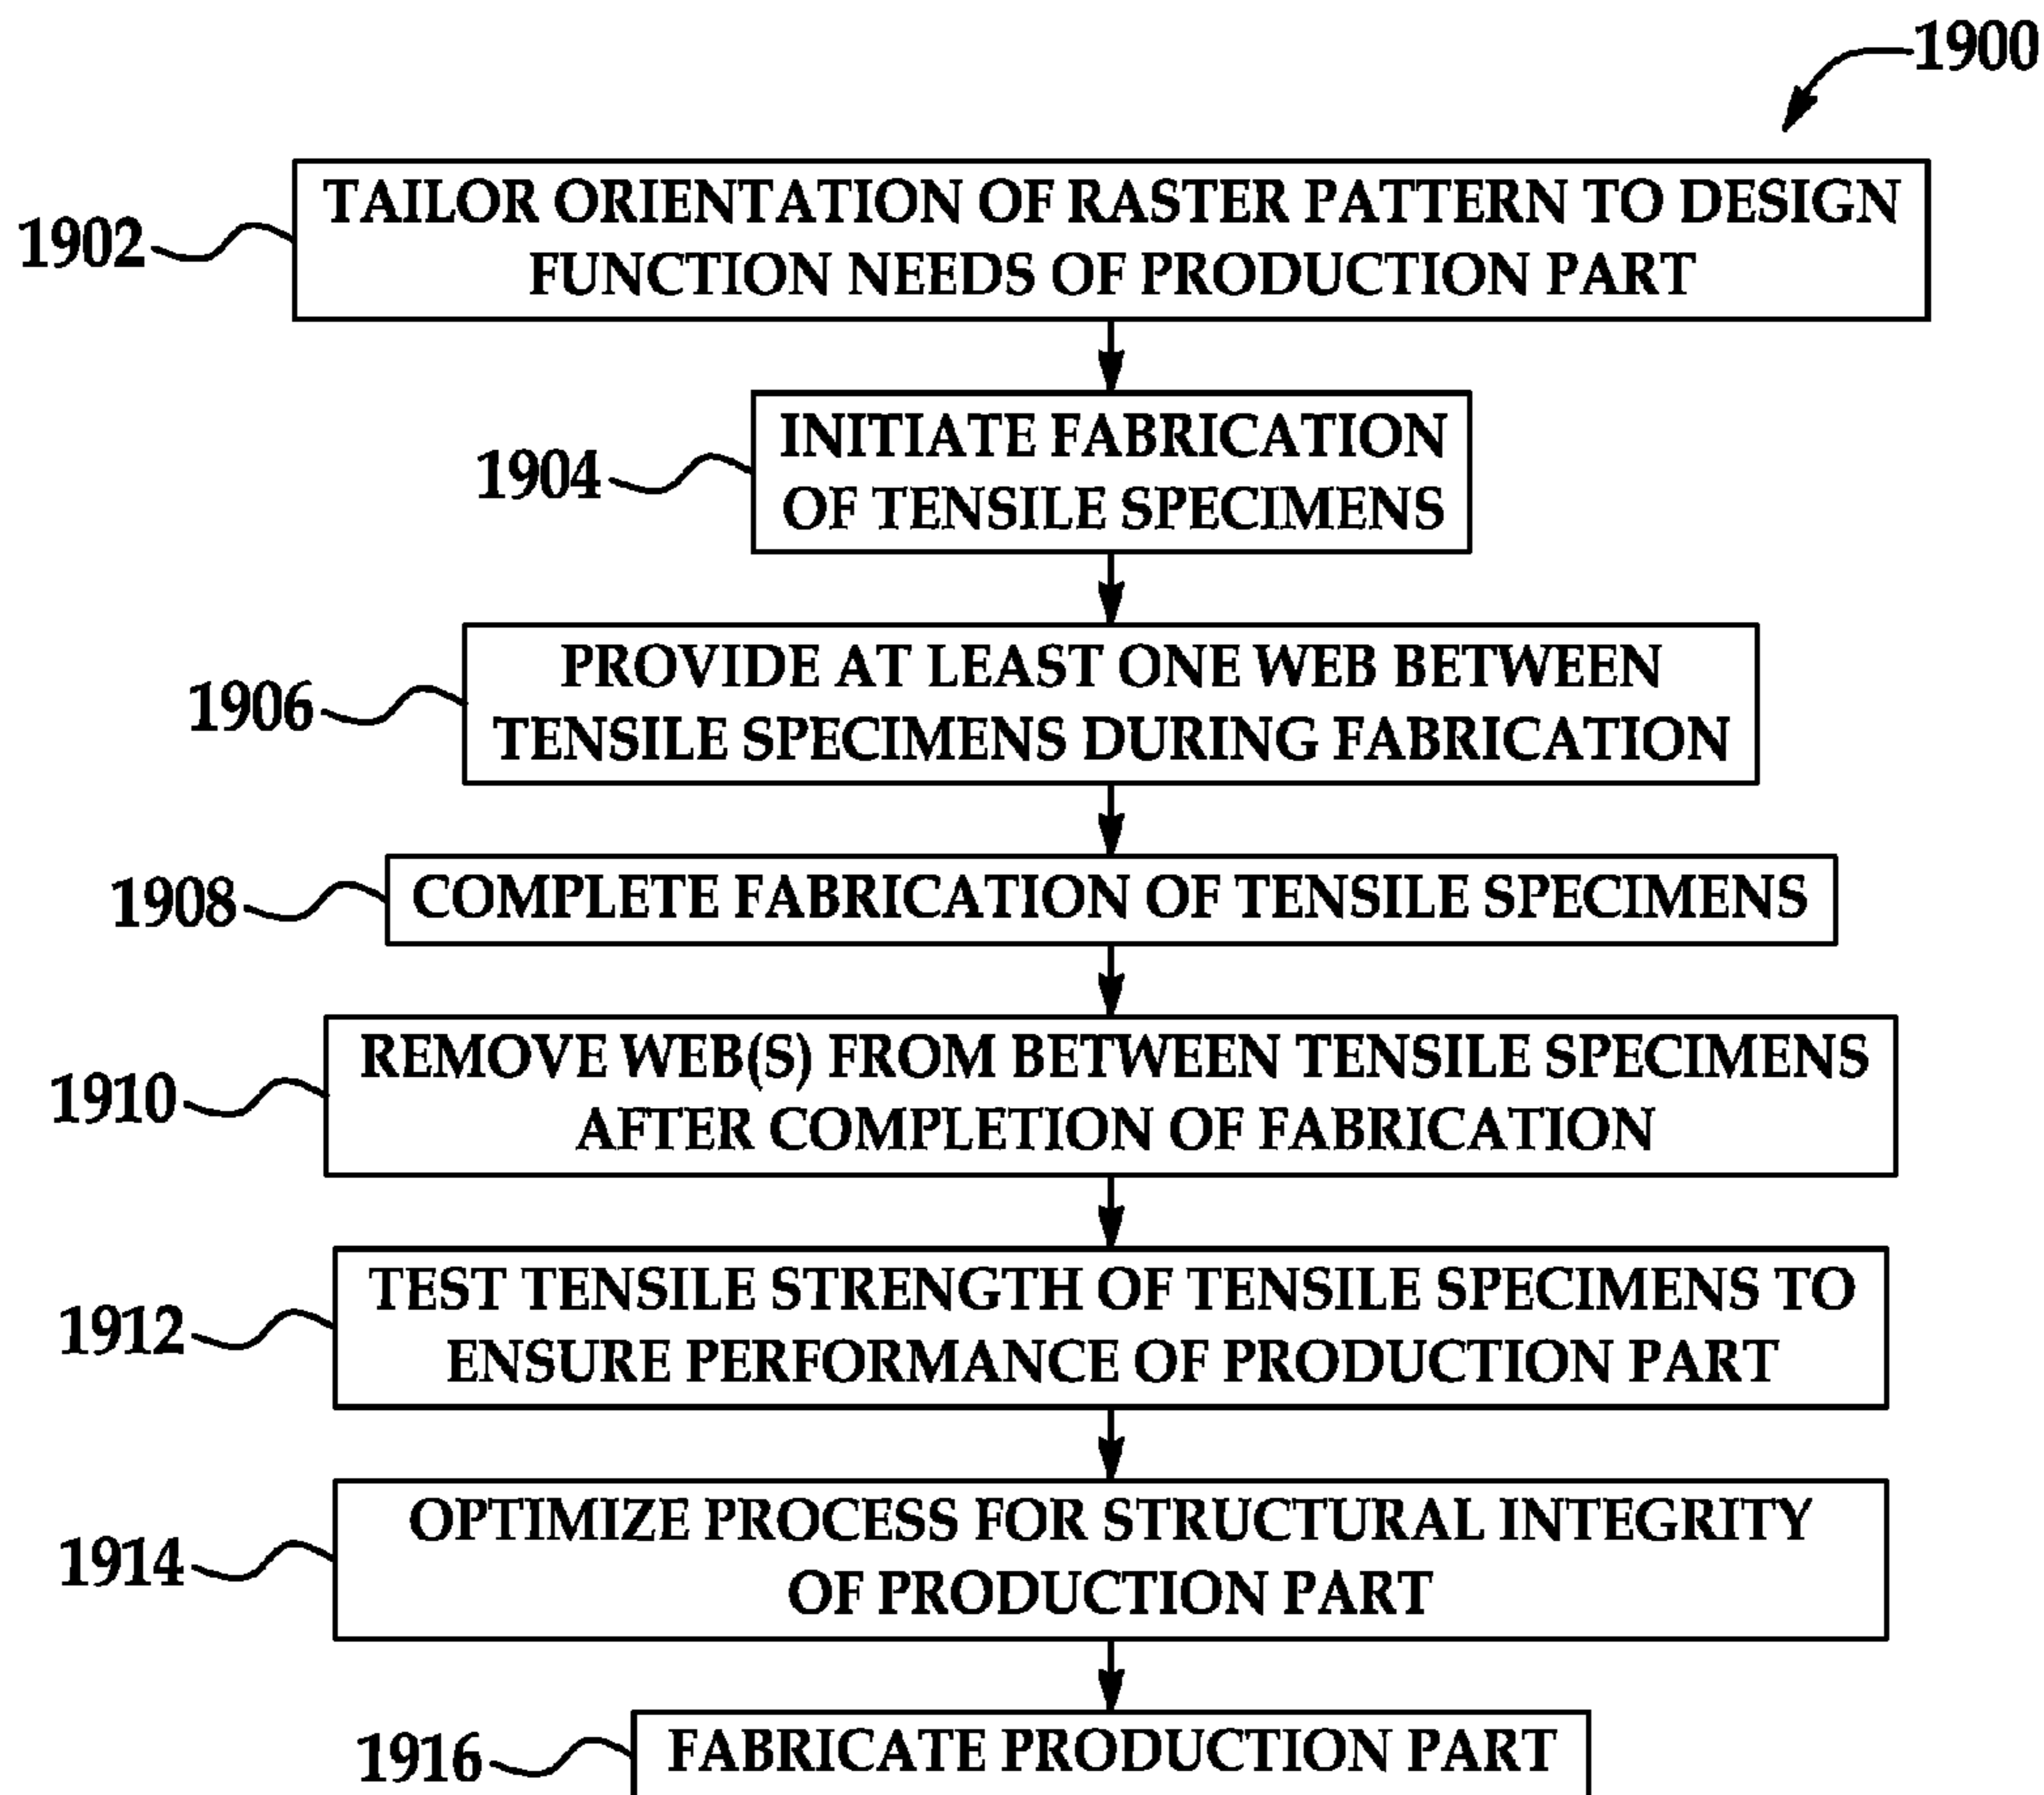 1900
1902
TAILOR ORIENTATION OF RASTER PATTERN TO DESIGN
FUNCTION NEEDS OF PRODUCTION PART
1904
INITIATE FABRICATION
OF TENSILE SPECIMENS
1906
PROVIDE AT LEAST ONE WEB BETWEEN
TENSILE SPECIMENS DURING FABRICATION
1908
COMPLETE FABRICATION OF TENSILE SPECIMENS
1910
REMOVE WEB(S) FROM BETWEEN TENSILE SPECIMENS
AFTER COMPLETION OF FABRICATION
1912
TEST TENSILE STRENGTH OF TENSILE SPECIMENS TO
ENSURE PERFORMANCE OF PRODUCTION PART
1914
OPTIMIZE PROCESS FOR STRUCTURAL INTEGRITY
OF PRODUCTION PART
1916
FABRICATE PRODUCTION PART